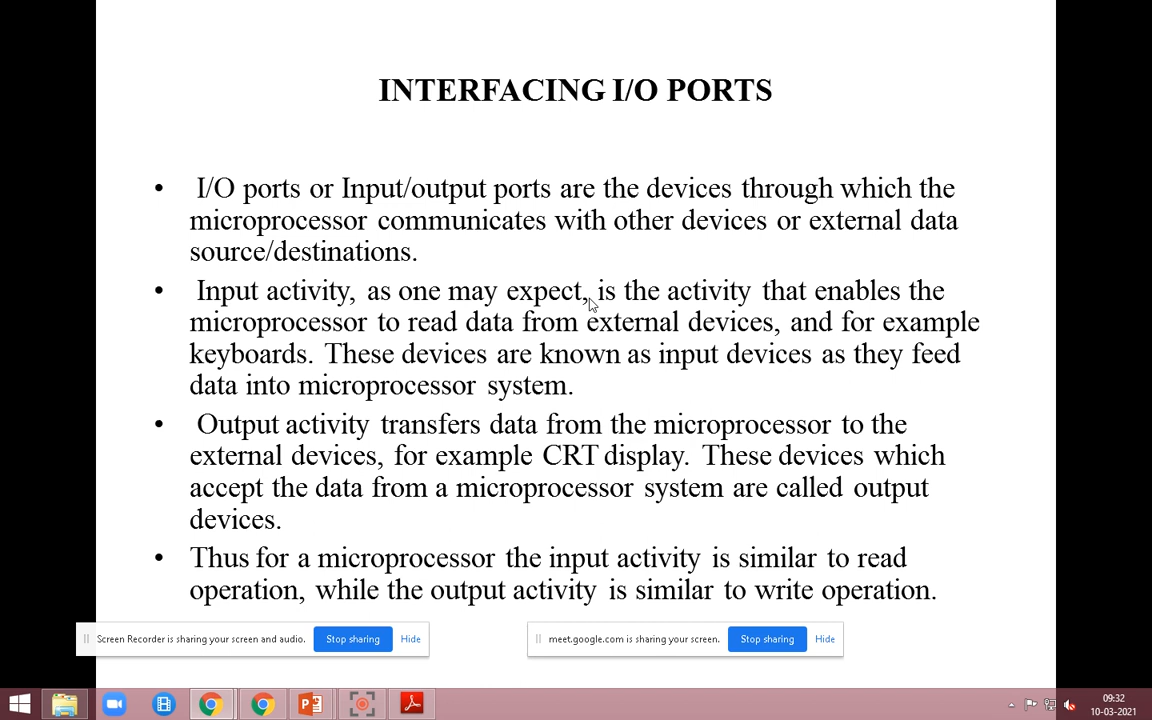 INTERFACING I/O PORTS
• I/O ports or Input/output ports are the devices through which the
microprocessor communicates with other devices or external data
source/destinations.
• Input activity, as one may expect, is the activity that enables the
microprocessor to read data from external devices, and for example
keyboards. These devices are known as input devices as they feed
data into microprocessor system.
• Output activity transfers data from the microprocessor to the
external devices, for example CRT display. These devices which
accept the data from a microprocessor system are called output
devices.
• Thus for a microprocessor the input activity is similar to read
operation, while the output activity is similar to write operation.
Screen Recorder is sharing your screen and audio. Stop sharing Hide
meet.google.com is sharing your screen. Stop sharing Hide
09:32
10-03-2021